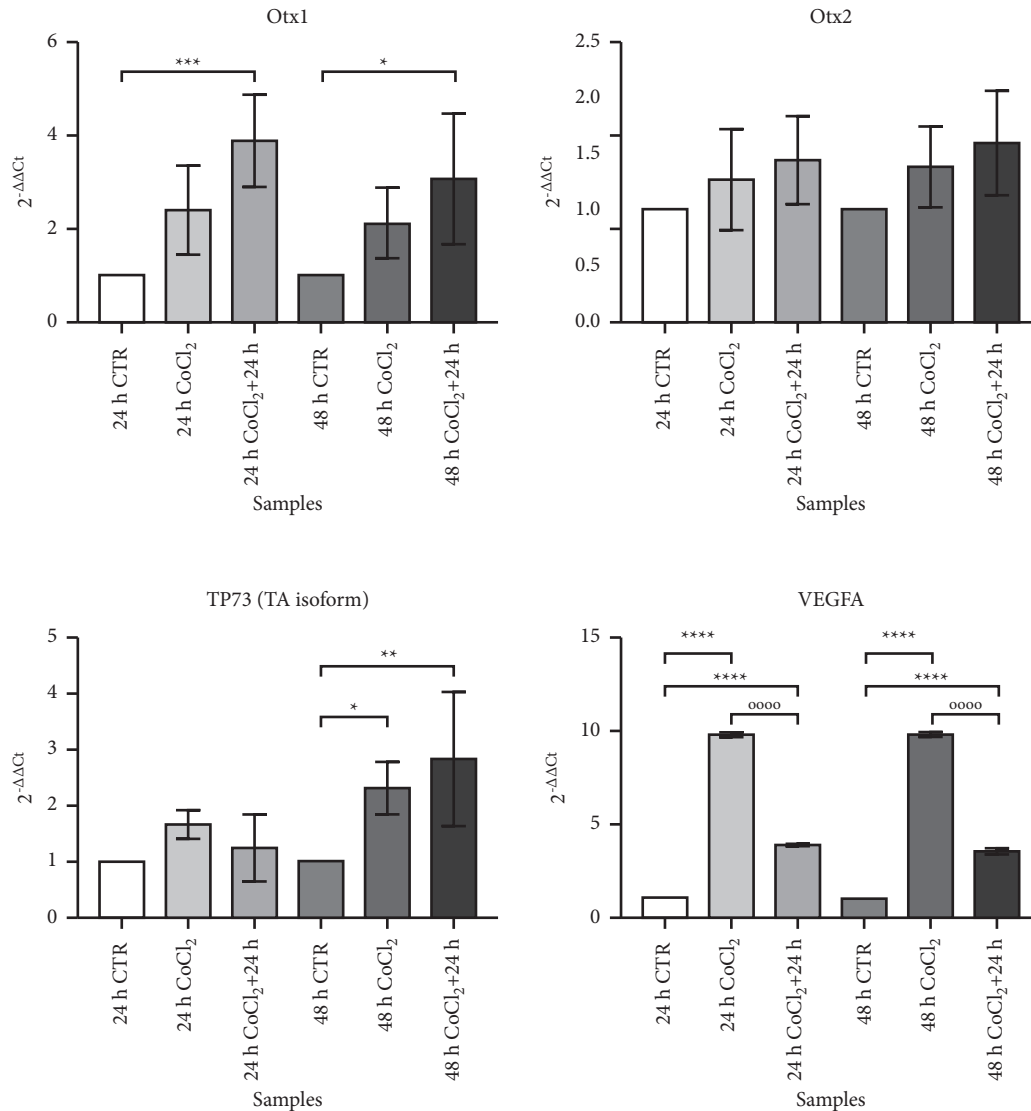 Otx1
6
4
2
0
2^-ΔΔCt
***
*
24 h CTR
24 h CoCl₂
24 h CoCl₂+24 h
48 h CTR
48 h CoCl₂
48 h CoCl₂+24 h
Samples
Otx2
2.5
2.0
1.5
1.0
0.5
0.0
2^-ΔΔCt
24 h CTR
24 h CoCl₂
24 h CoCl₂+24 h
48 h CTR
48 h CoCl₂
48 h CoCl₂+24 h
Samples
TP73 (TA isoform)
5
4
3
2
1
0
2^-ΔΔCt
**
*
24 h CTR
24 h CoCl₂
24 h CoCl₂+24 h
48 h CTR
48 h CoCl₂
48 h CoCl₂+24 h
Samples
VEGFA
15
10
5
0
2^-ΔΔCt
**** ****
**** ****
oooo oooo
24 h CTR
24 h CoCl₂
24 h CoCl₂+24 h
48 h CTR
48 h CoCl₂
48 h CoCl₂+24 h
Samples